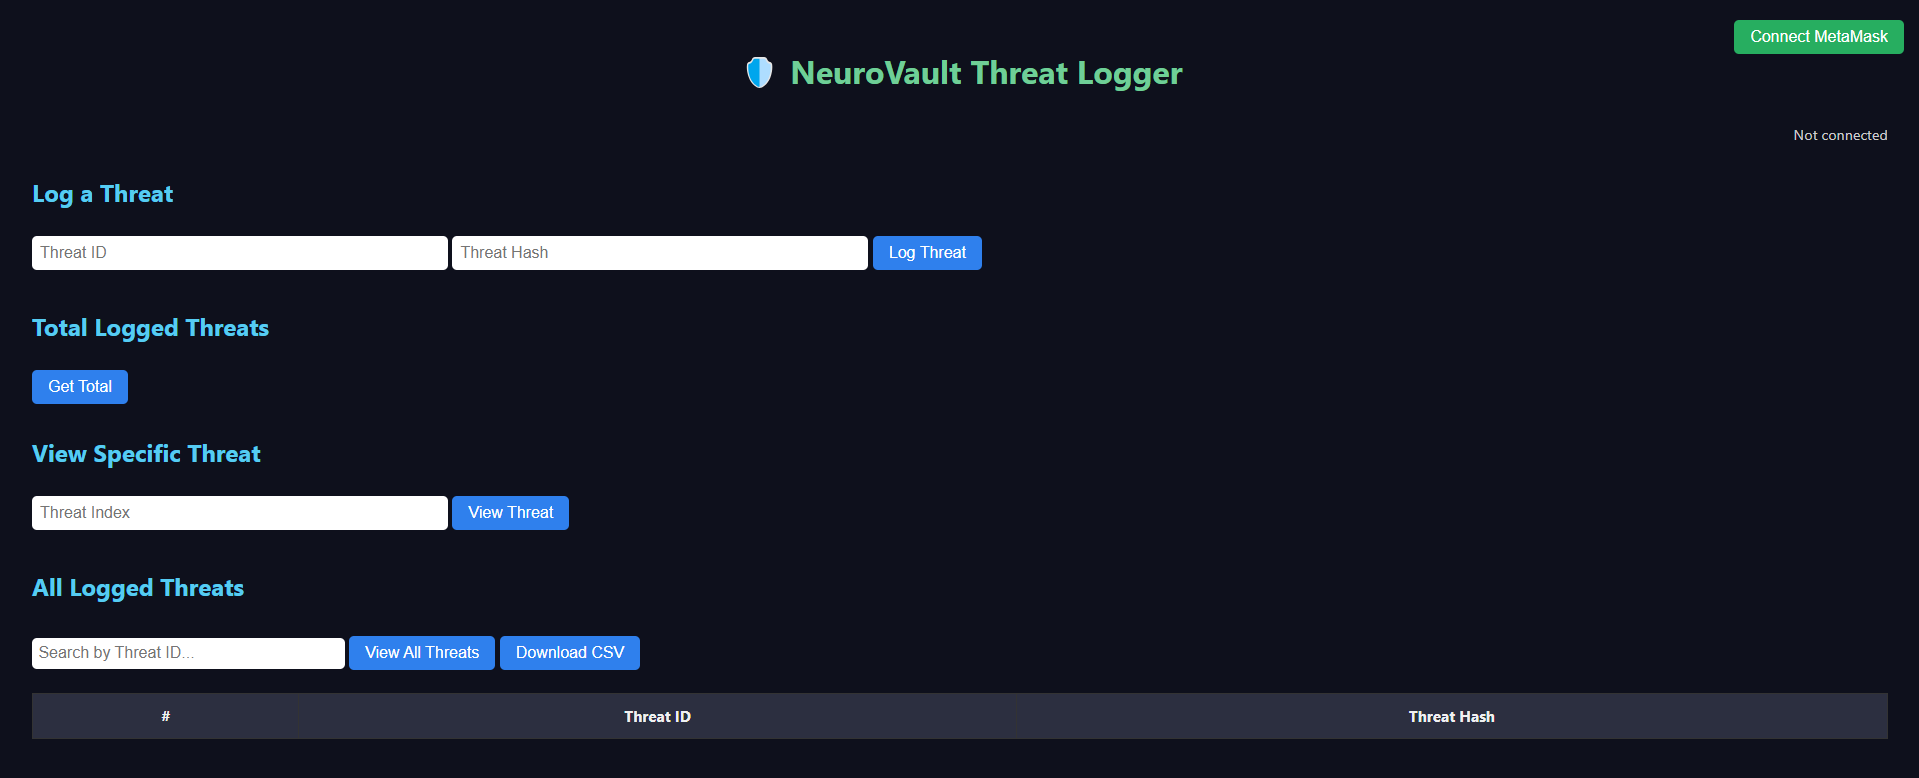 Connect MetaMask
NeuroVault Threat Logger
Not connected
Log a Threat
Threat ID Threat Hash Log Threat
Total Logged Threats
Get Total
View Specific Threat
Threat Index View Threat
All Logged Threats
Search by Threat ID... View All Threats Download CSV
# Threat ID Threat Hash